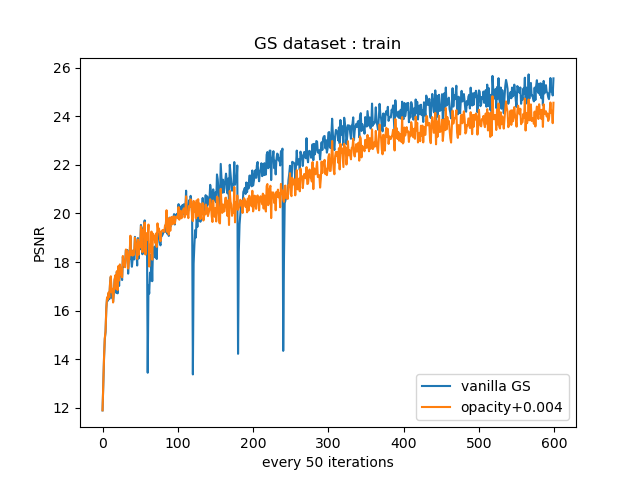 GS dataset : train
PSNR
26
24
22
20
18
16
14
12
0 100 200 300 400 500 600
every 50 iterations
vanilla GS
opacity+0.004